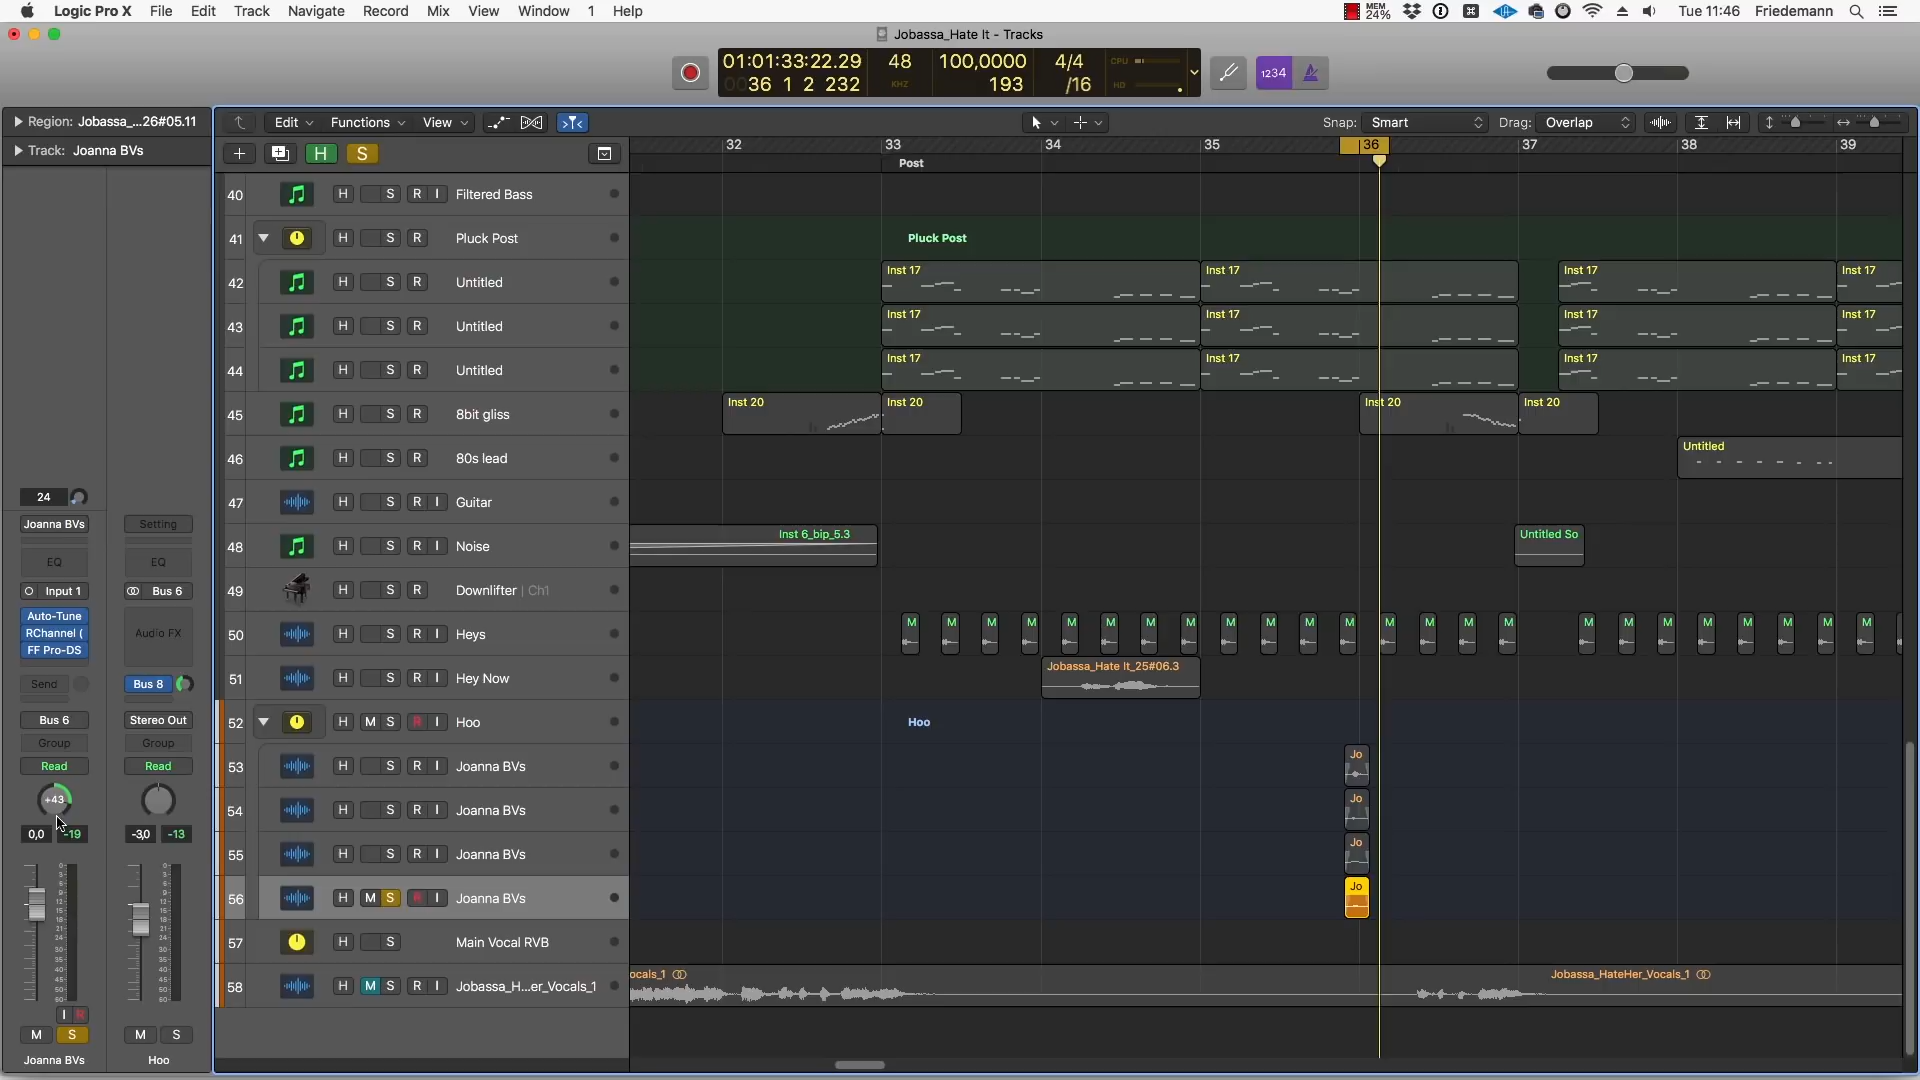 Logic Pro X File Edit Track Navigate Record Mix View Window 1 Help MEM 24% Tue 11:46 Friedemann
Jobassa_Hate It - Tracks
01:01:33:22.29 48 100,0000 4/4 CPU
0036 1 2 232 KHZ 193 /16 HD 1234
Region: Jobassa_...26#05.11 Edit Functions View Snap: Smart Drag: Overlap
Track: Joanna BVs
H S 32 33 34 35 36 37 38 39
Post
40 H S R I Filtered Bass
41 H S R Pluck Post Pluck Post
42 H S R Untitled Inst 17 Inst 17 Inst 17 Inst 17
43 H S R Untitled Inst 17 Inst 17 Inst 17 Inst 17
44 H S R Untitled Inst 17 Inst 17 Inst 17 Inst 17
45 H S R 8bit gliss Inst 20 Inst 20 Inst 20 Inst 20
46 H S R 80s lead Untitled
47 H S R I Guitar
48 H S R Noise Inst 6_bip_5.3 Untitled So
49 H S R Downlifter | Ch1
50 H S R I Heys M M M M M M M M M M M M M M M M M M M M M M M M
51 H S R I Hey Now Jobassa_Hate It_25#06.3
52 H M S R I Hoo Hoo
53 H S R I Joanna BVs Jo
54 H S R I Joanna BVs Jo
55 H S R I Joanna BVs Jo
56 H M S R I Joanna BVs Jo
57 H S Main Vocal RVB
58 H M S R I Jobassa_H...er_Vocals_1 ocals_1 Jobassa_HateHer_Vocals_1
24
Joanna BVs Setting
EQ EQ
Input 1 Bus 6
Auto-Tune
RChannel ( Audio FX
FF Pro-DS
Send Bus 8
Bus 6 Stereo Out
Group Group
Read Read
+43
0,0 -19 -3,0 -13
I R
M S M S
Joanna BVs Hoo